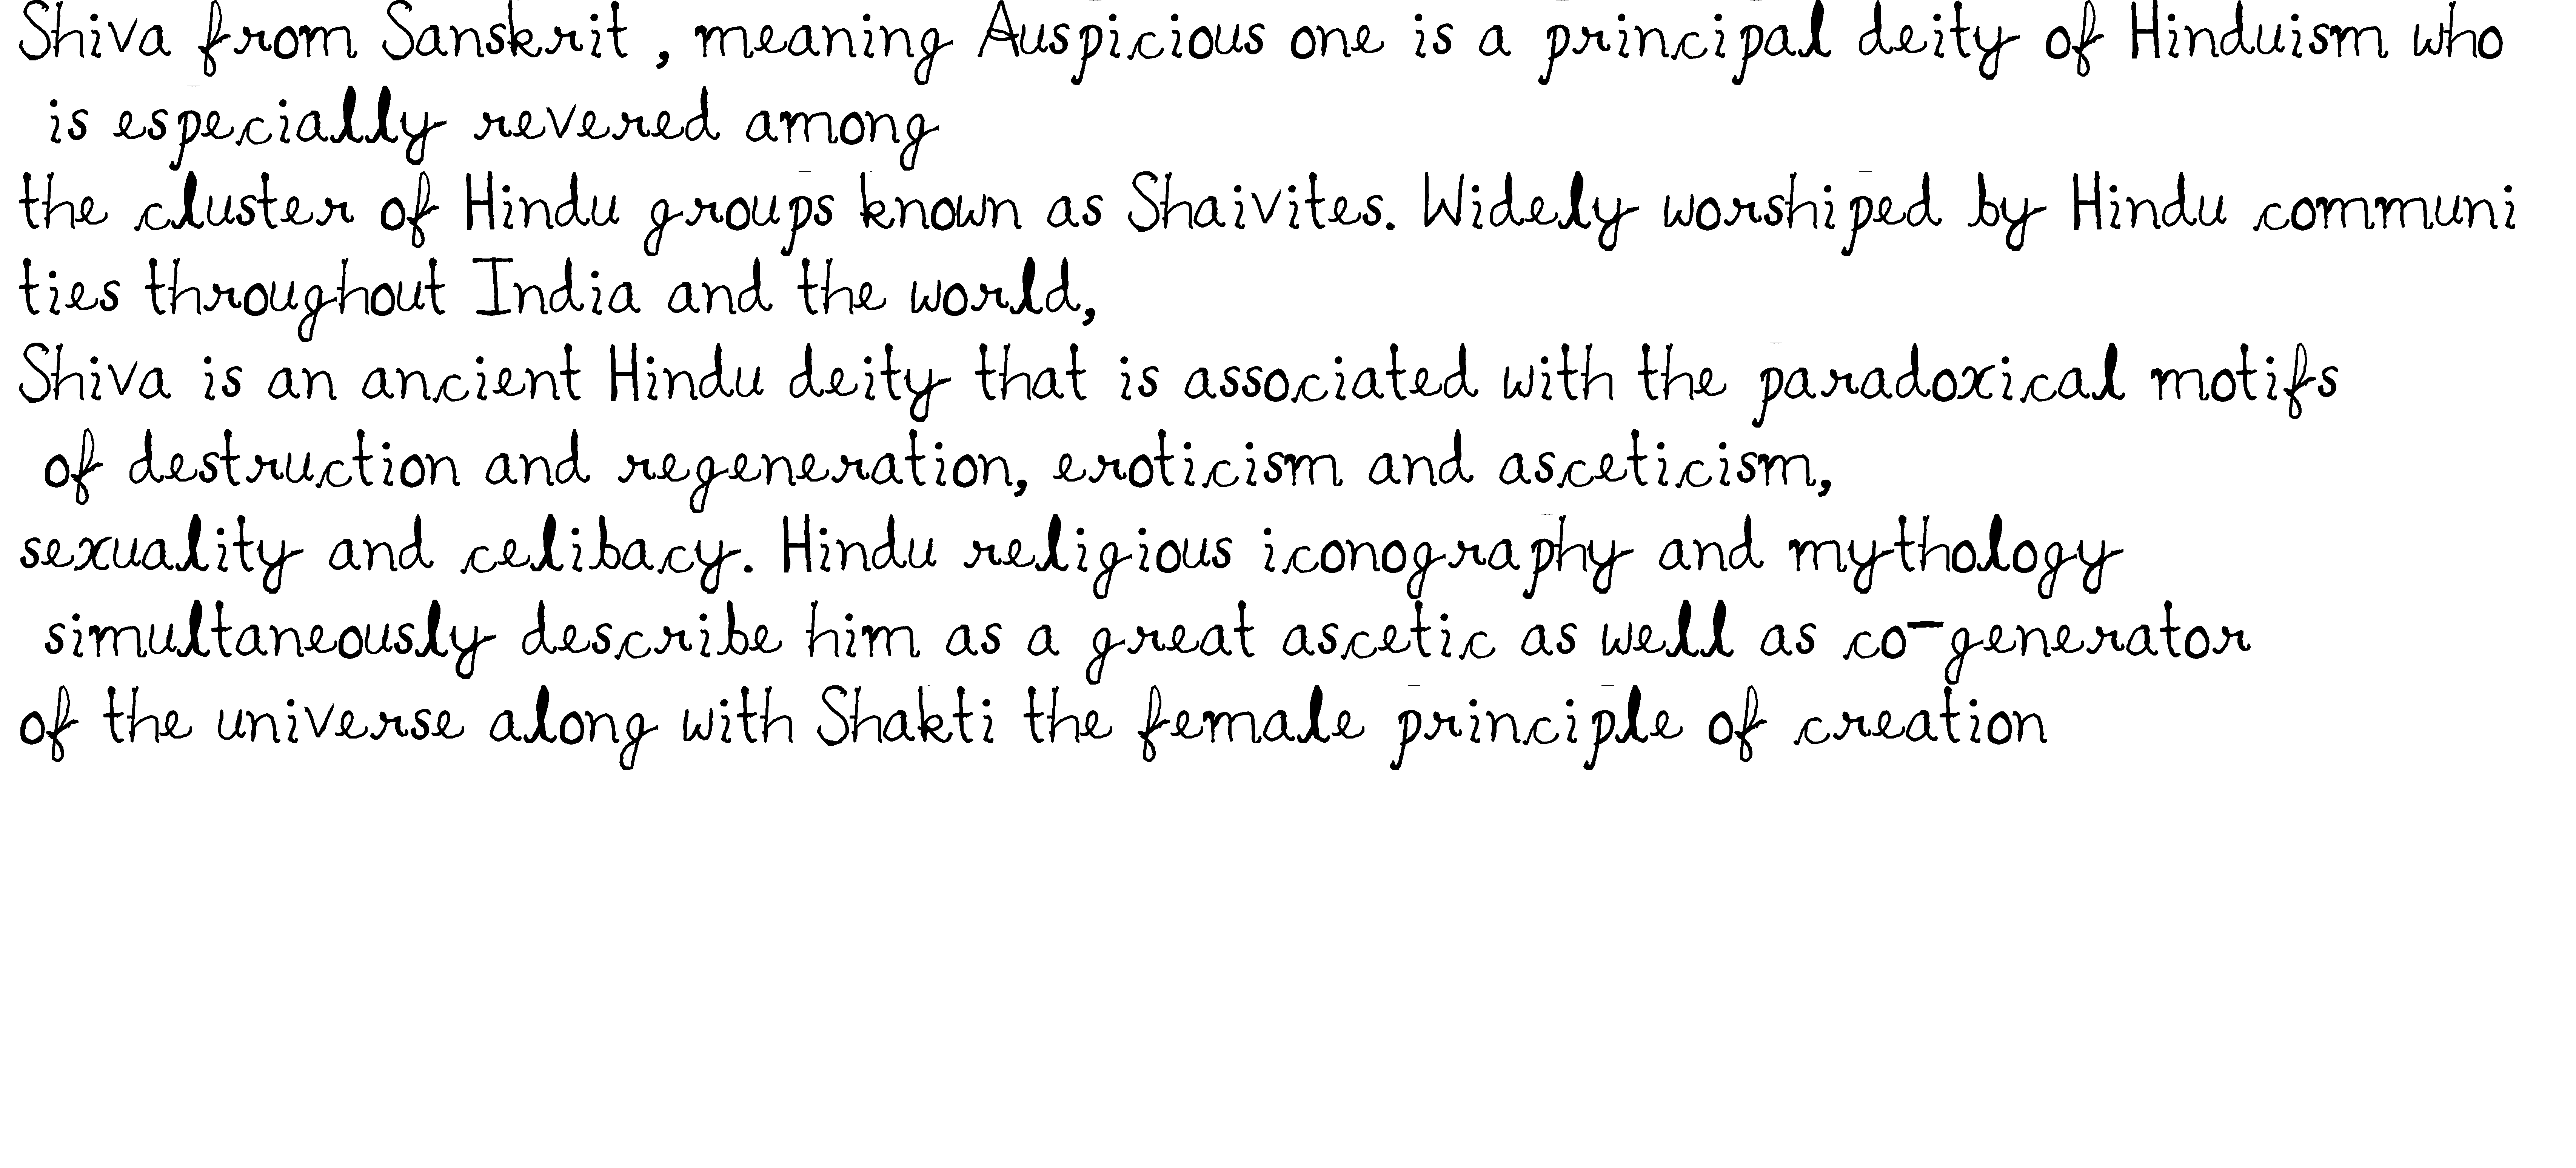 Shiva from Sanskrit , meaning Auspicious one is a principal deity of Hinduism who
is especially revered among
the cluster of Hindu groups known as Shaivites. Widely worshiped by Hindu communi
ties throughout India and the world,
Shiva is an ancient Hindu deity that is associated with the paradoxical motifs
of destruction and regeneration, eroticism and asceticism,
sexuality and celibacy. Hindu religious iconography and mythology
simultaneously describe him as a great ascetic as well as co-generator
of the universe along with Shakti the female principle of creation